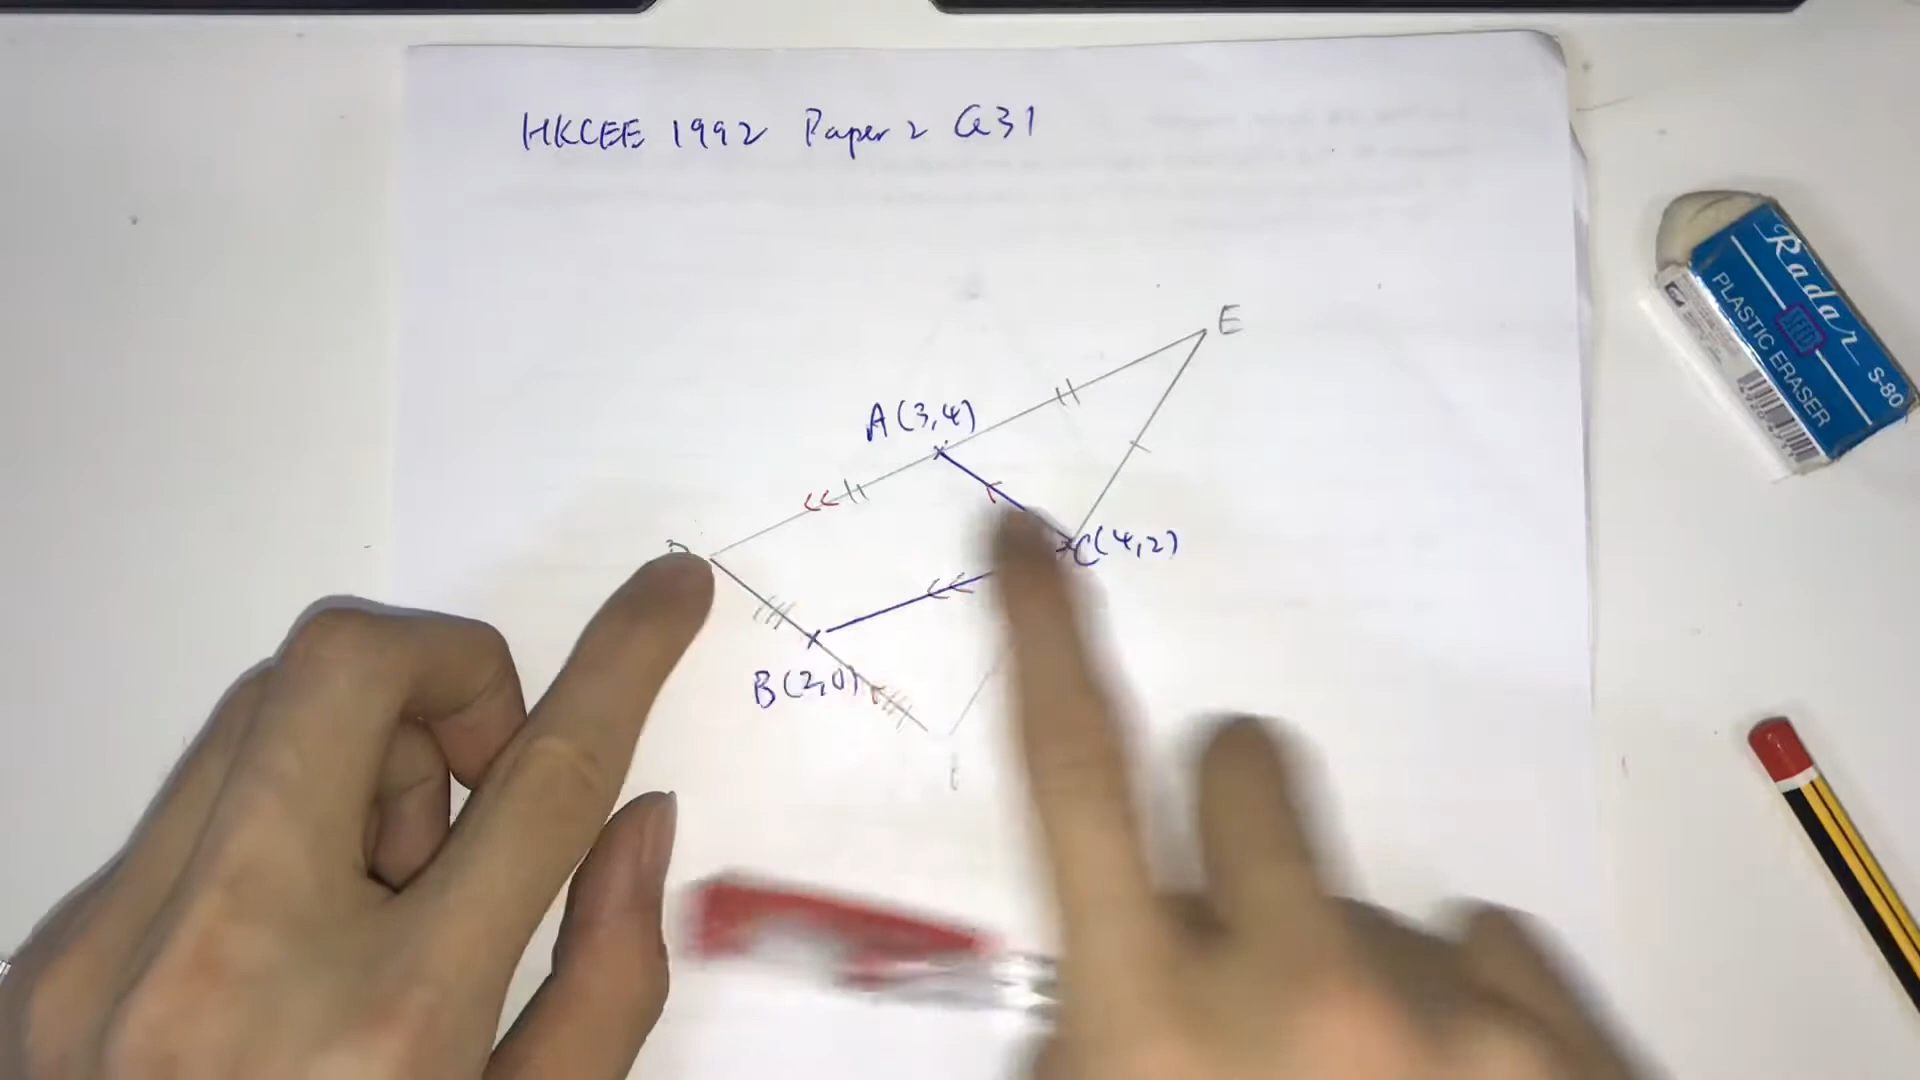 HKCEE 1992 Paper 2 Q31
E
A(3,4)
C(4,2)
B(2,0)
Radar
PLASTIC ERASER S-80